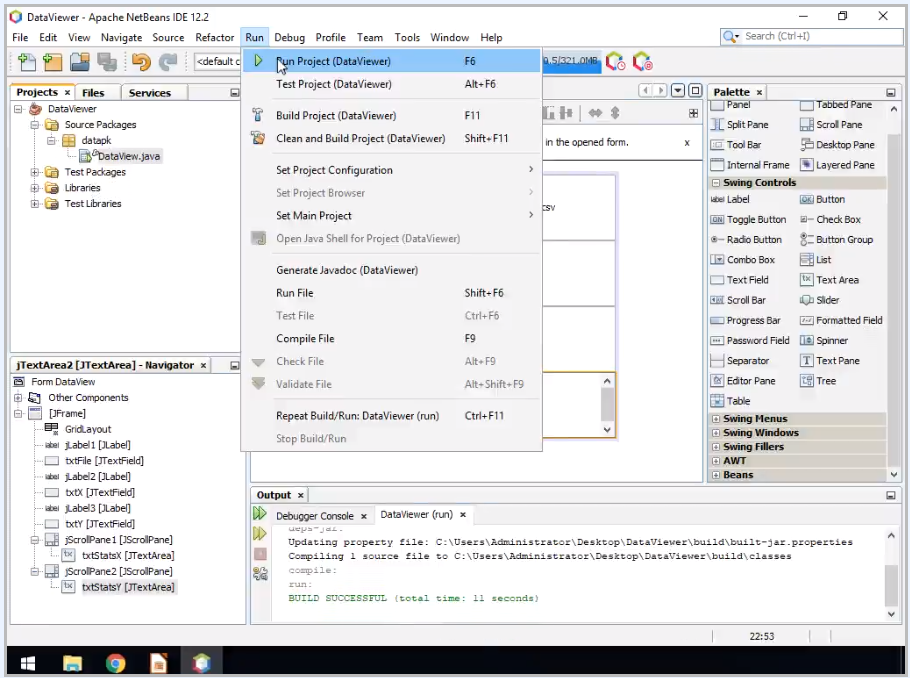 DataViewer - Apache NetBeans IDE 12.2
File Edit View Navigate Source Refactor Run Debug Profile Team Tools Window Help
Search (Ctrl+I)
<default c
9.5/321.0MB
Projects × Files Services
DataViewer
Source Packages
datapk
DataView.java
Test Packages
Libraries
Test Libraries
Run Project (DataViewer) F6
Test Project (DataViewer) Alt+F6
Build Project (DataViewer) F11
Clean and Build Project (DataViewer) Shift+F11
Set Project Configuration
Set Project Browser
Set Main Project
Open Java Shell for Project (DataViewer)
Generate Javadoc (DataViewer)
Run File Shift+F6
Test File Ctrl+F6
Compile File F9
Check File Alt+F9
Validate File Alt+Shift+F9
Repeat Build/Run: DataViewer (run) Ctrl+F11
Stop Build/Run
in the opened form. x
csv
Palette ×
Panel Tabbed Pane
Split Pane Scroll Pane
Tool Bar Desktop Pane
Internal Frame Layered Pane
Swing Controls
label Label OK Button
ON Toggle Button Check Box
Radio Button Button Group
Combo Box List
Text Field Text Area
Scroll Bar Slider
Progress Bar Formatted Field
Password Field Spinner
Separator Text Pane
Editor Pane Tree
Table
Swing Menus
Swing Windows
Swing Fillers
AWT
Beans
jTextArea2 [JTextArea] - Navigator ×
Form DataView
Other Components
[JFrame]
GridLayout
label jLabel1 [JLabel]
txtFile [JTextField]
label jLabel2 [JLabel]
txtX [JTextField]
label jLabel3 [JLabel]
txtY [JTextField]
jScrollPane1 [JScrollPane]
txtStatsX [JTextArea]
jScrollPane2 [JScrollPane]
txtStatsY [JTextArea]
Output ×
Debugger Console × DataViewer (run) ×
deps-jar:
Updating property file: C:\Users\Administrator\Desktop\DataViewer\build\built-jar.properties
Compiling 1 source file to C:\Users\Administrator\Desktop\DataViewer\build\classes
compile:
run:
BUILD SUCCESSFUL (total time: 11 seconds)
22:53